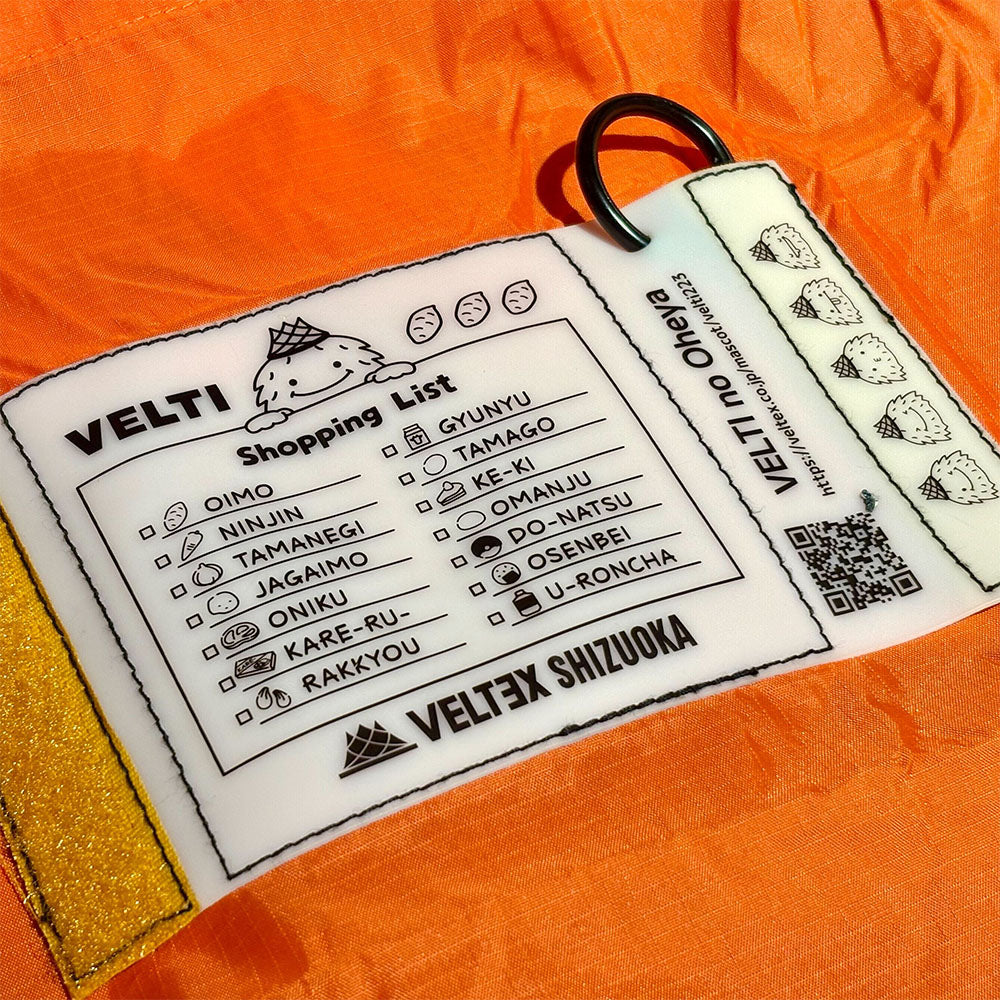 VELTI
Shopping List
OIMO
NINJIN
TAMANEGI
JAGAIMO
ONIKU
KARE-RU-
RAKKYOU
GYUNYU
TAMAGO
KE-KI
OMANJU
DO-NATSU
OSENBEI
U-RONCHA
VELTEX SHIZUOKA
VELTI no Oheya
https://veltex.co.jp/mascot/velti223